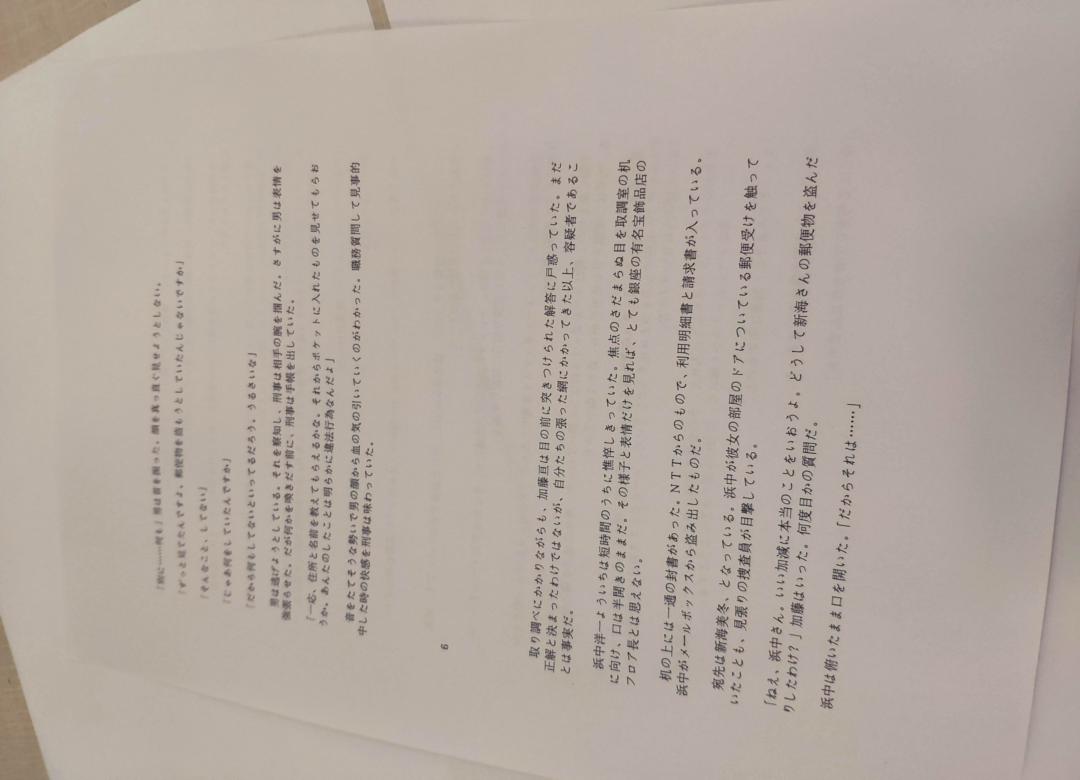 「別に……何も」男は首を振った。顔を真っ直ぐ見せようとしない。
「ずっと見てたんですよ、郵便物を盗もうとしていたんじゃないですか」
「そんなこと、してない」
「じゃあ何をしていたんですか」
「だから何もしてないといってるだろう。うるさいな」
男は逃げようとしている。それを察知し、刑事は相手の腕を掴んだ。さすがに男は表情を
強張らせた。だが何かを喚きだす前に、刑事は手帳を出していた。
「一応、住所と名前を教えてもらえるかな。それからポケットに入れたものを見せてもらお
うか。あんたのしたことは明らかに違法行為なんだよ」
音をたてそうな勢いで男の顔から血の気の引いていくのがわかった。職務質問して見事的
中した時の快感を刑事は味わっていた。
6
取り調べにかかりながらも、加藤亘は目の前に突きつけられた解答に戸惑っていた。まだ
正解と決まったわけではないが、自分たちの張った網にかかってきた以上、容疑者であるこ
とは事実だ。
浜中洋一ようい​ちは短時間のうちに憔悴しきっていた。焦点のさだまらぬ目を取調室の机
に向け、口は半開きのままだ。その様子と表情だけを見れば、とても銀座の有名宝飾品店の
フロア長とは思えない。
机の上には一通の封書があった。NTTからのもので、利用明細書と請求書が入っている。
浜中がメールボックスから盗み出したものだ。
宛先は新海美冬、となっている。浜中が彼女の部屋のドアについている郵便受けを触って
いたことも、見張りの捜査員が目撃している。
「ねえ、浜中さん。いい加減に本当のことをいおうよ。どうして新海さんの郵便物を盗んだ
りしたわけ？」加藤はいった。何度目かの質問だ。
浜中は俯いたまま口を開いた。「だからそれは……」